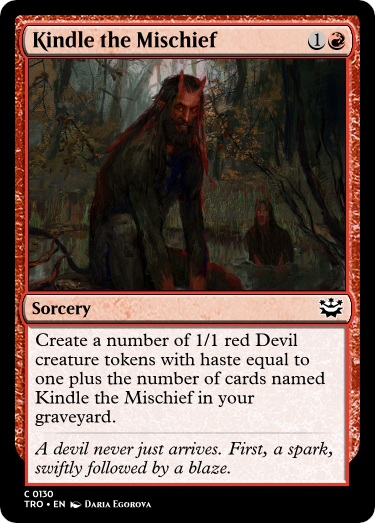 Kindle the Mischief 1
Sorcery
Create a number of 1/1 red Devil
creature tokens with haste equal to
one plus the number of cards named
Kindle the Mischief in your
graveyard.
A devil never just arrives. First, a spark,
swiftly followed by a blaze.
C 0130
TRO • EN Daria Egorova